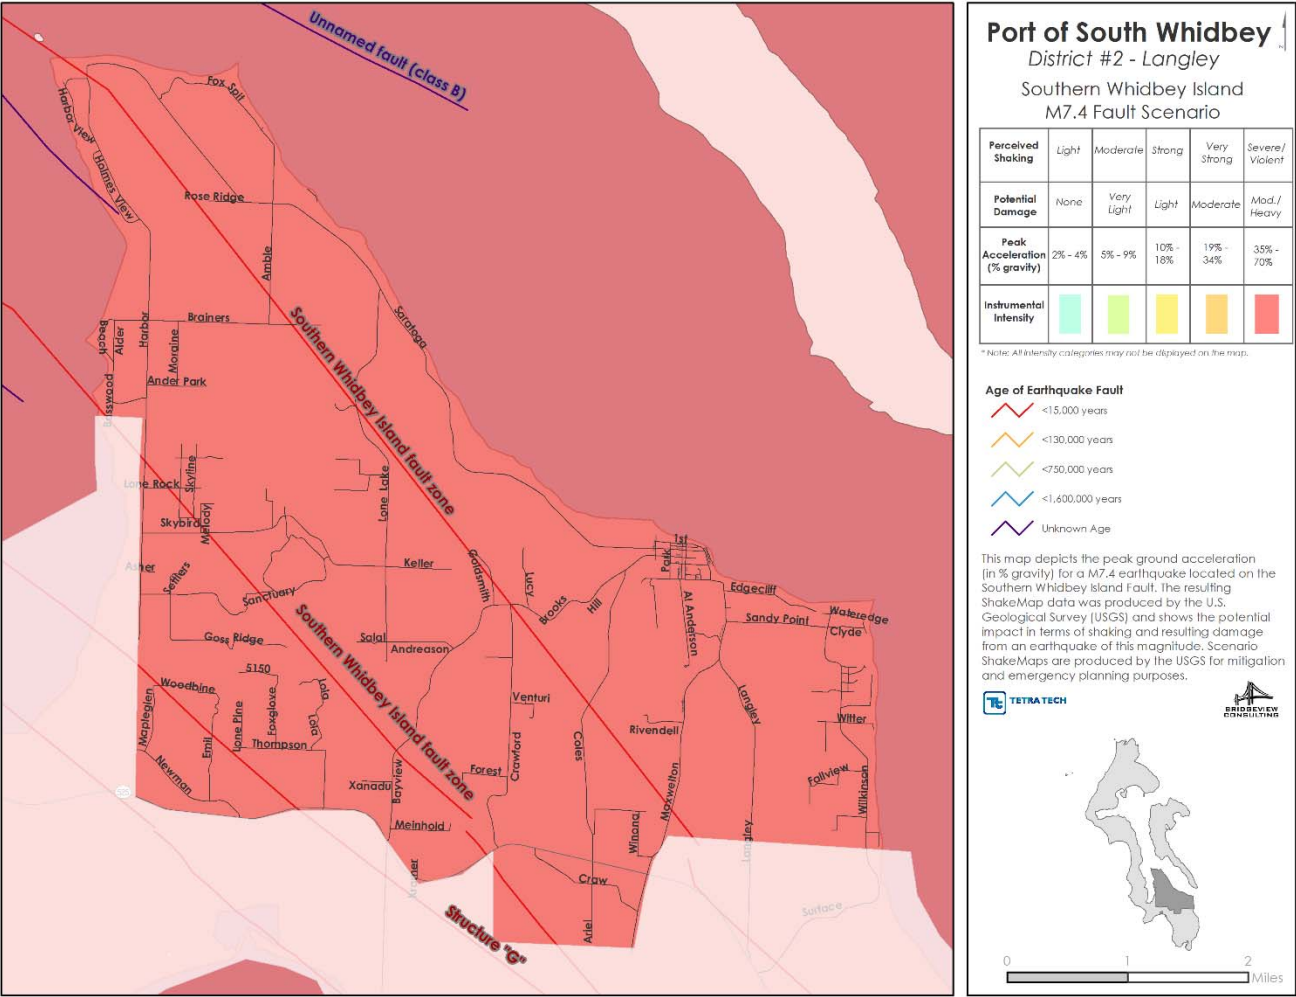 Unnamed fault (class B)
Fox Spit
Harbor View
Holmes View
Rose Ridge
Amble
Saratoga
Brainers
Beach
Alder
Harbor
Moraine
Ander Park
Southern Whidbey Island fault zone
Lone Rock
Skyline
Skybird
Melody
Lone Lake
Asher
Settlers
Sanctuary
Keller
Goldsmith
Lucy
Brooks
Hill
1st
Park
Al Anderson
Edgecliff
Sandy Point
Wateredge
Clyde
Goss Ridge
Salal
Andreason
Southern Whidbey Island fault zone
5150
Woodbine
Mapleglen
Emil
Lone Pine
Foxglove
Lola
Lola
Thompson
Newman
Xanadu
Bayview
Meinhold
Forest
Crawford
Venturi
Coles
Rivendell
Maxwelton
Langley
Witter
Fallview
Wilkinson
Winona
Langley
Craw
Ariel
Kramer
Surface
Structure "G"
Port of South Whidbey
District #2 - Langley
Southern Whidbey Island
M7.4 Fault Scenario
Perceived Shaking Light Moderate Strong Very Strong Severe/ Violent
Potential Damage None Very Light Light Moderate Mod./ Heavy
Peak Acceleration (% gravity) 2% - 4% 5% - 9% 10% - 18% 19% - 34% 35% - 70%
Instrumental Intensity
* Note: All intensity categories may not be displayed on the map.
Age of Earthquake Fault
<15,000 years
<130,000 years
<750,000 years
<1,600,000 years
Unknown Age
This map depicts the peak ground acceleration
(in % gravity) for a M7.4 earthquake located on the
Southern Whidbey Island Fault. The resulting
ShakeMap data was produced by the U.S.
Geological Survey (USGS) and shows the potential
impact in terms of shaking and resulting damage
from an earthquake of this magnitude. Scenario
ShakeMaps are produced by the USGS for mitigation
and emergency planning purposes.
TETRA TECH
BRIDGEVIEW
CONSULTING
0 1 2
Miles